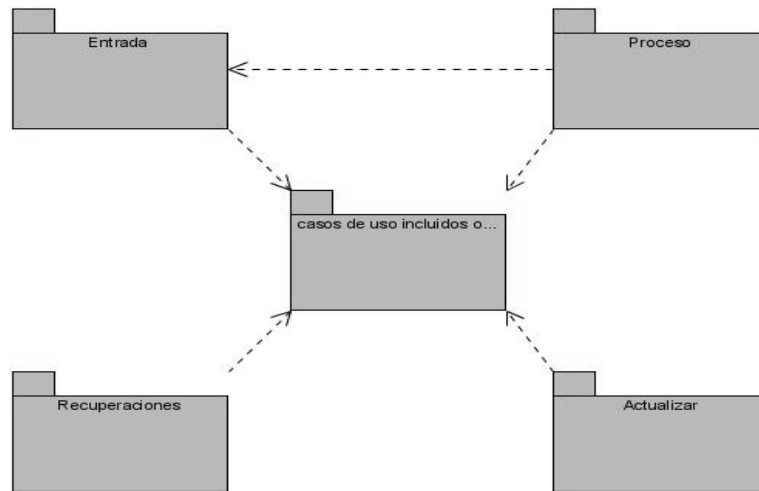 Entrada
Proceso
casos de uso incluidos o...
Recuperaciones
Actualizar